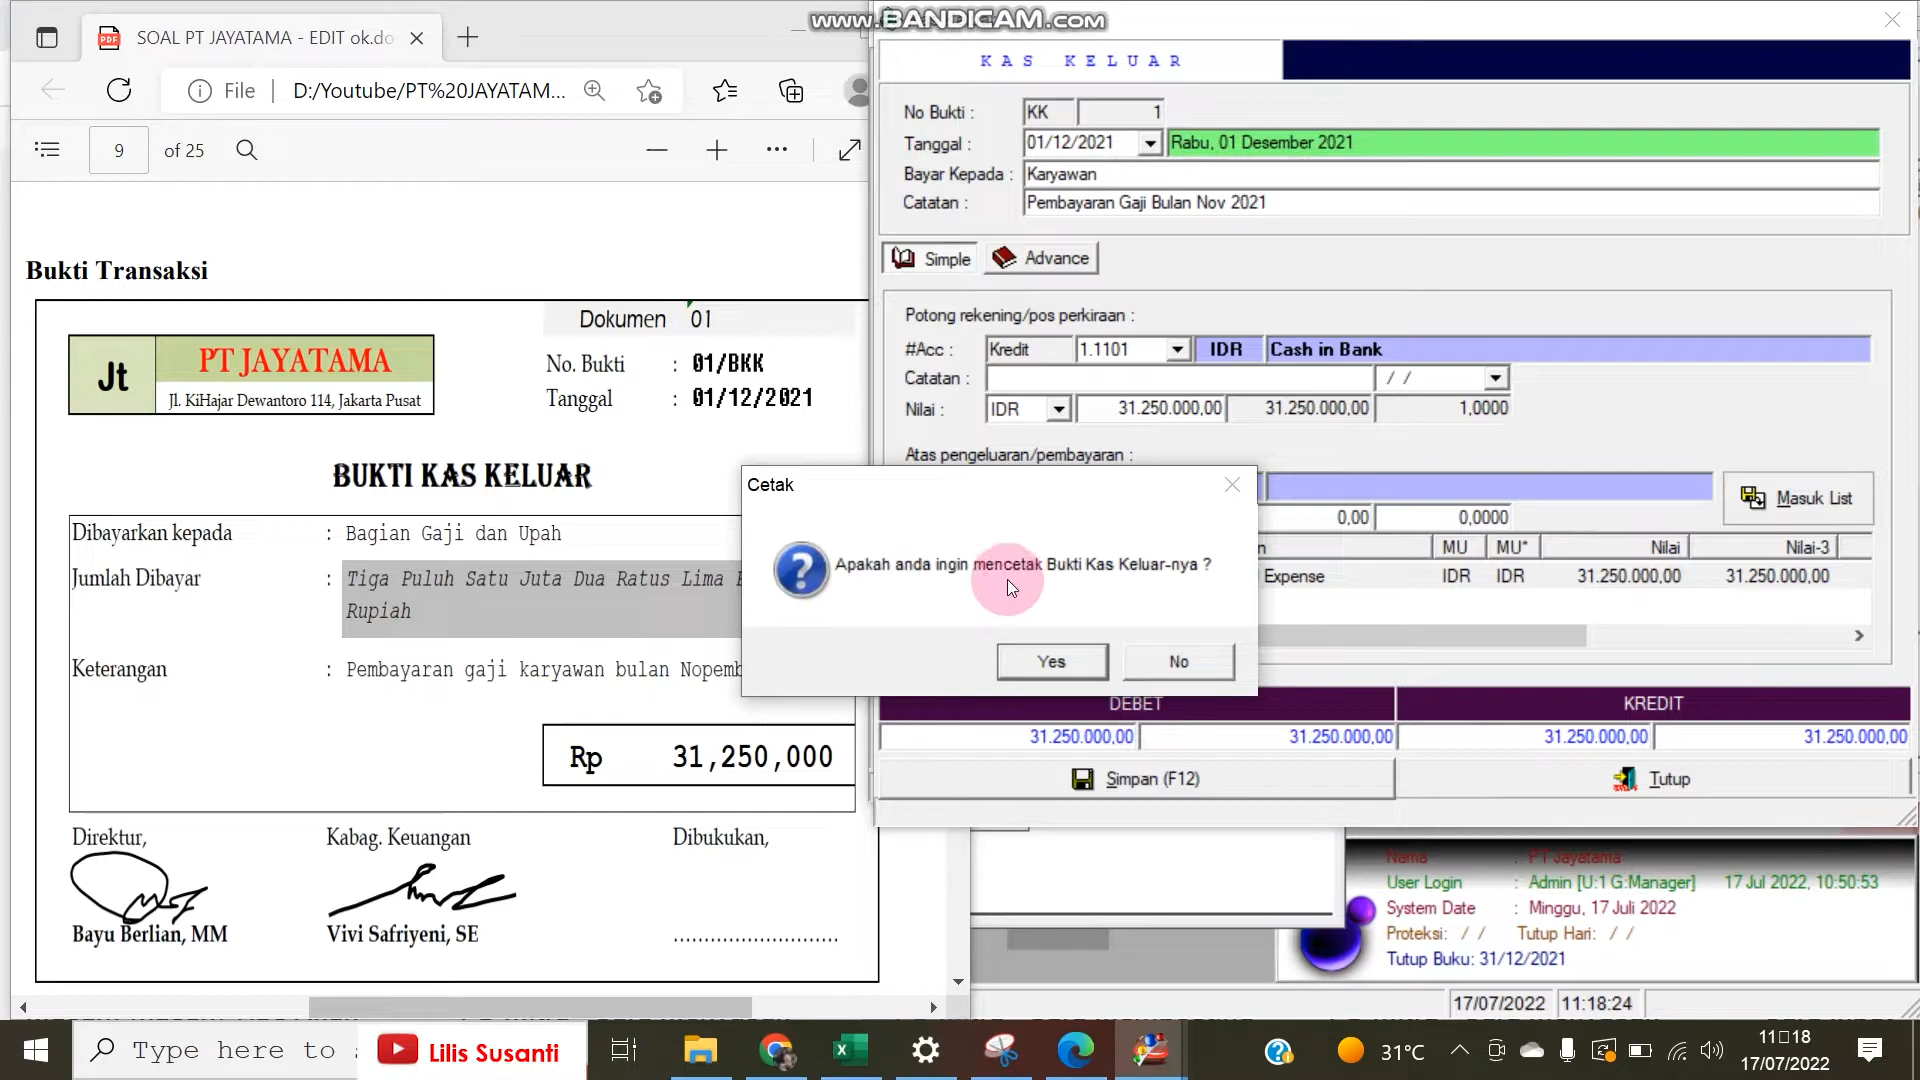 www.BANDICAM.com
SOAL PT JAYATAMA - EDIT ok.do
File
D:/Youtube/PT%20JAYATAM...
9
of 25
Bukti Transaksi
Dokumen 01
Jt
PT JAYATAMA
Jl. KiHajar Dewantoro 114, Jakarta Pusat
No. Bukti : 01/BKK
Tanggal : 01/12/2021
BUKTI KAS KELUAR
Dibayarkan kepada : Bagian Gaji dan Upah
Jumlah Dibayar : Tiga Puluh Satu Juta Dua Ratus Lima
Rupiah
Keterangan : Pembayaran gaji karyawan bulan Nopemb
Rp 31,250,000
Direktur,
Kabag. Keuangan
Dibukukan,
Bayu Berlian, MM
Vivi Safriyeni, SE
KAS KELUAR
No Bukti : KK 1
Tanggal : 01/12/2021 Rabu, 01 Desember 2021
Bayar Kepada : Karyawan
Catatan : Pembayaran Gaji Bulan Nov 2021
Simple
Advance
Potong rekening/pos perkiraan :
#Acc : Kredit 1.1101 IDR Cash in Bank
Catatan : / /
Nilai : IDR 31.250.000,00 31.250.000,00 1,0000
Atas pengeluaran/pembayaran :
Masuk List
0,00 0,0000
n MU MU* Nilai Nilai-3
Expense IDR IDR 31.250.000,00 31.250.000,00
Cetak
Apakah anda ingin mencetak Bukti Kas Keluar-nya ?
Yes
No
DEBET
KREDIT
31.250.000,00 31.250.000,00 31.250.000,00 31.250.000,00
Simpan (F12)
Tutup
Nama : PT Jayatama
User Login : Admin [U:1 G:Manager] 17 Jul 2022, 10:50:53
System Date : Minggu, 17 Juli 2022
Proteksi: / / Tutup Hari: / /
Tutup Buku: 31/12/2021
17/07/2022 11:18:24
Type here to
Lilis Susanti
31°C
11:18
17/07/2022